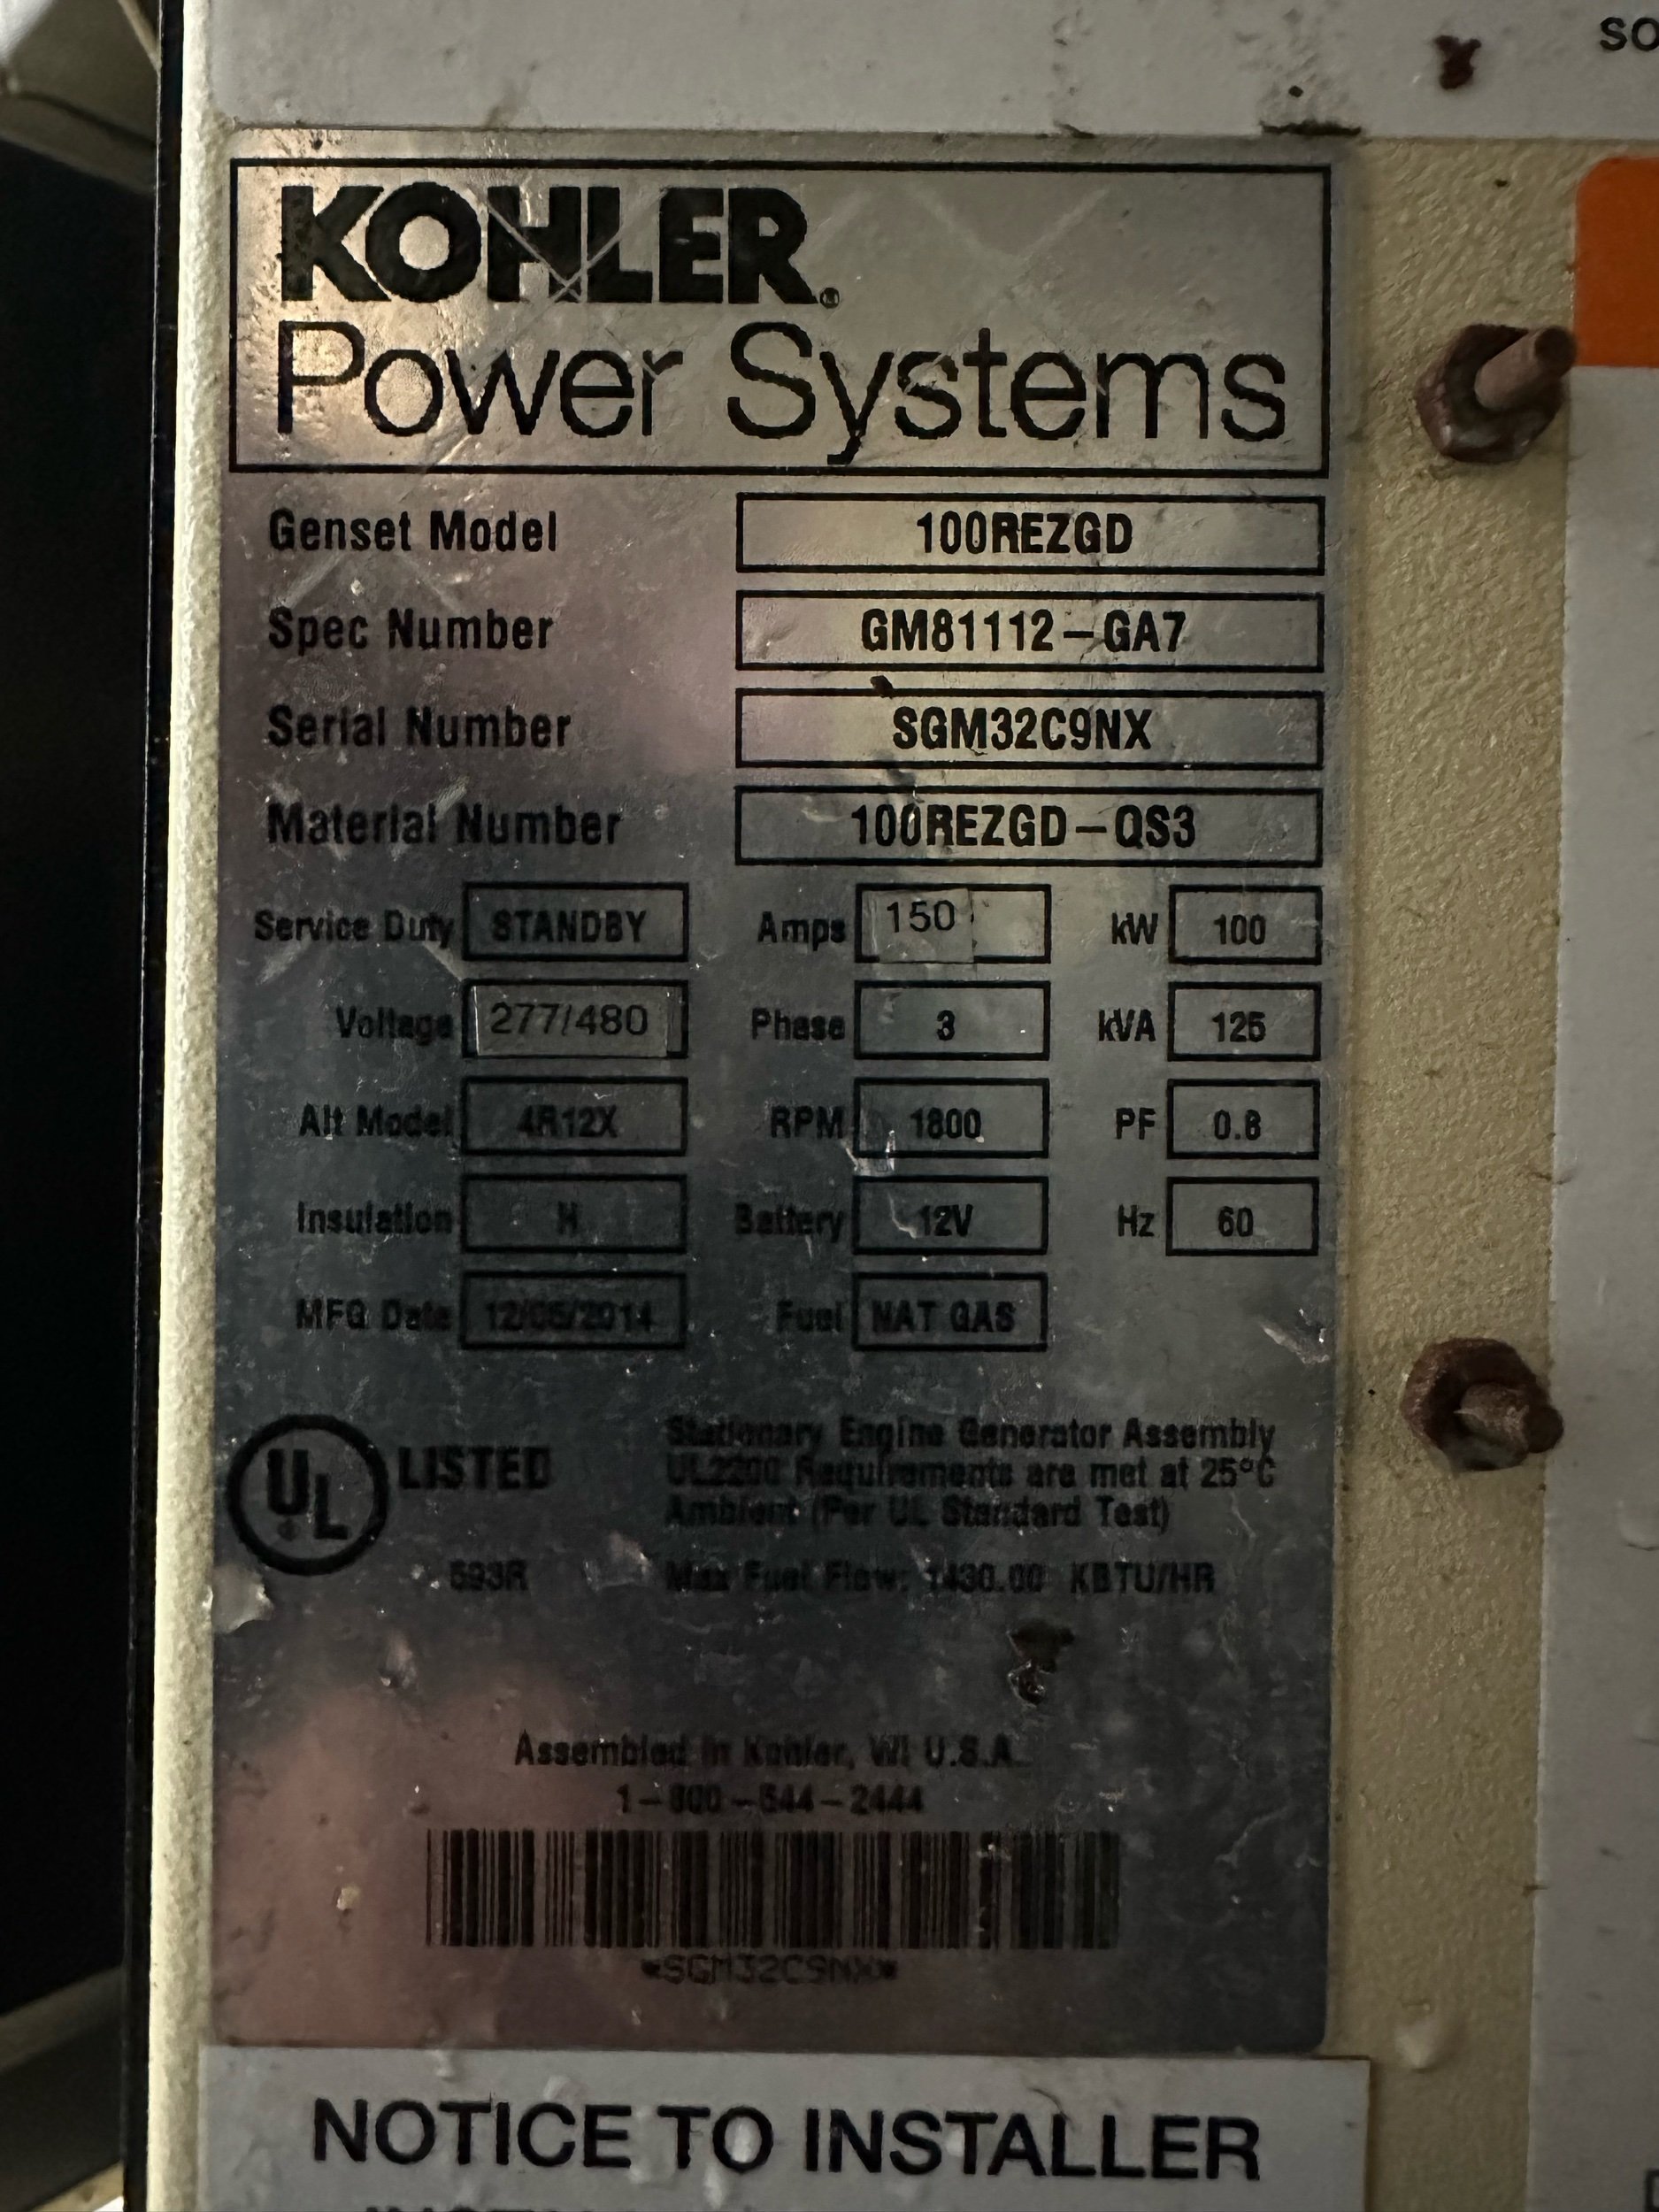 SO
KOHLER®
Power Systems
Genset Model 100REZGD
Spec Number GM81112-GA7
Serial Number SGM32C9NX
Material Number 100REZGD-QS3
Service Duty STANDBY Amps 150 kW 100
Voltage 277/480 Phase 3 kVA 125
Alt Model 4R12X RPM 1800 PF 0.8
Insulation H Battery 12V Hz 60
MFG Date 12/05/2014 Fuel NAT GAS
UL® LISTED
Stationary Engine Generator Assembly
UL2200 Requirements are met at 25°C
Ambient (Per UL Standard Test)
593R Max Fuel Flow: 1430.00 KBTU/HR
Assembled in Kohler, WI U.S.A.
1-800-544-2444
*SGM32C9NX*
NOTICE TO INSTALLER